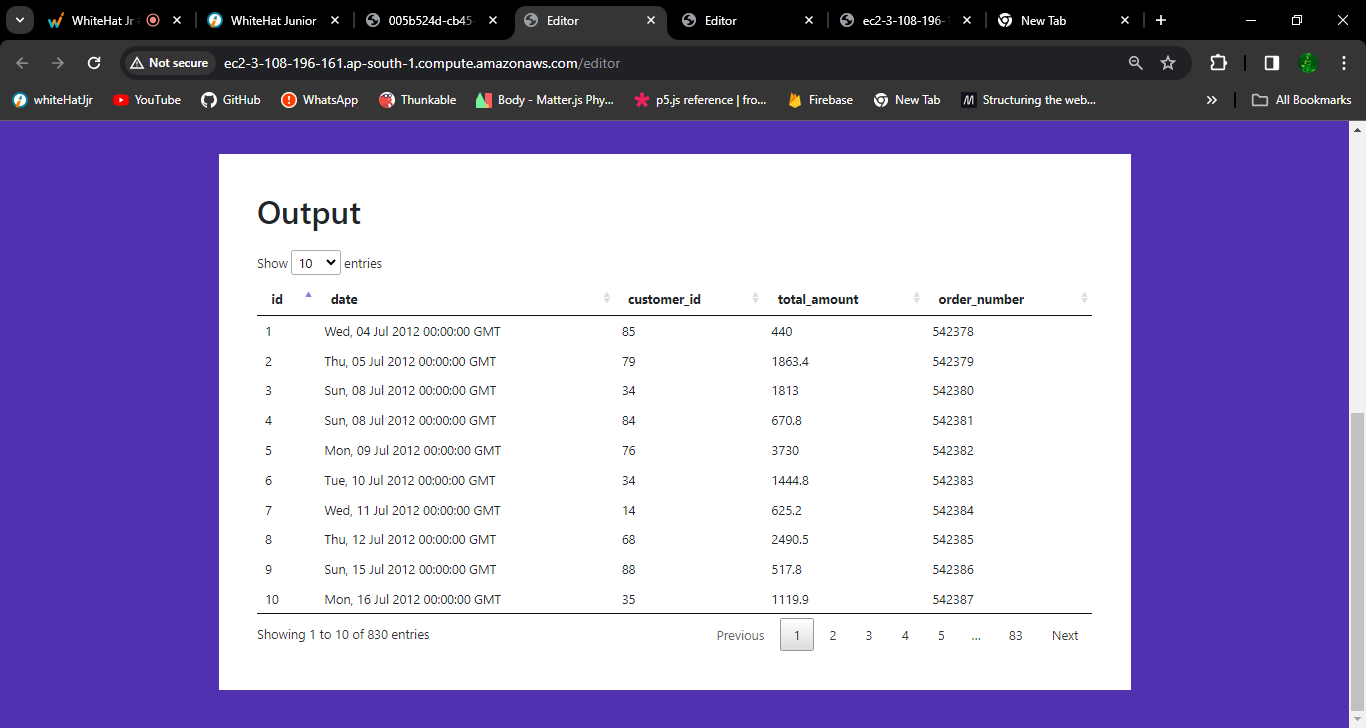 WhiteHat Jr
WhiteHat Junior
005b524d-cb45-
Editor
Editor
ec2-3-108-196-1
New Tab
Not secure
ec2-3-108-196-161.ap-south-1.compute.amazonaws.com/editor
whiteHatJjr
YouTube
GitHub
WhatsApp
Thunkable
Body - Matter.js Phy...
p5.js reference | fro...
Firebase
New Tab
Structuring the web...
All Bookmarks
Output
Show 10 entries
id date customer_id total_amount order_number
1 Wed, 04 Jul 2012 00:00:00 GMT 85 440 542378
2 Thu, 05 Jul 2012 00:00:00 GMT 79 1863.4 542379
3 Sun, 08 Jul 2012 00:00:00 GMT 34 1813 542380
4 Sun, 08 Jul 2012 00:00:00 GMT 84 670.8 542381
5 Mon, 09 Jul 2012 00:00:00 GMT 76 3730 542382
6 Tue, 10 Jul 2012 00:00:00 GMT 34 1444.8 542383
7 Wed, 11 Jul 2012 00:00:00 GMT 14 625.2 542384
8 Thu, 12 Jul 2012 00:00:00 GMT 68 2490.5 542385
9 Sun, 15 Jul 2012 00:00:00 GMT 88 517.8 542386
10 Mon, 16 Jul 2012 00:00:00 GMT 35 1119.9 542387
Showing 1 to 10 of 830 entries
Previous 1 2 3 4 5 ... 83 Next